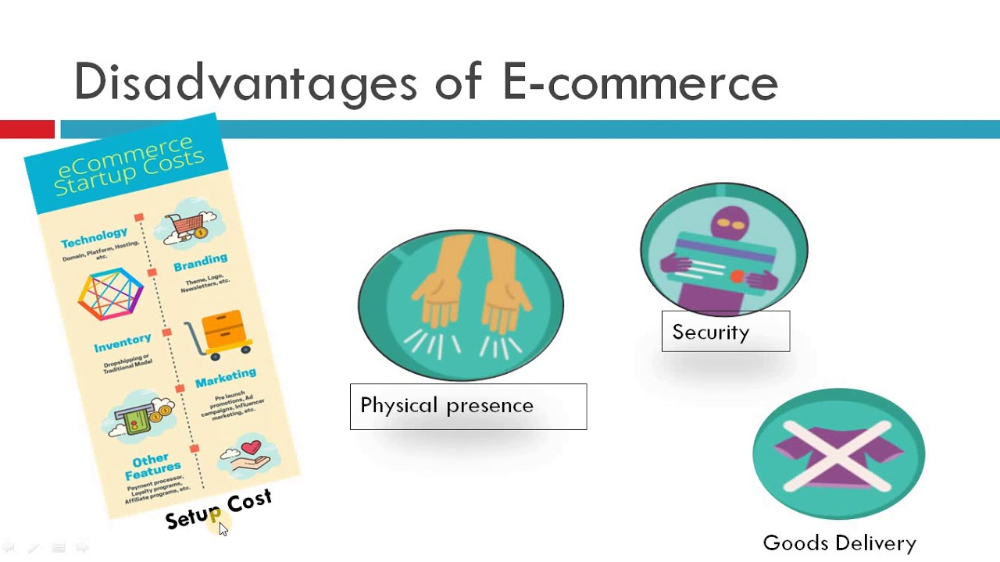 Disadvantages of E-commerce
eCommerce
Startup Costs
Technology
Domain, Platform, Hosting,
etc.
Branding
Theme, Logo,
Newsletters, etc.
Inventory
Dropshipping or
Traditional Model
Marketing
Pre launch
promotions, Ad
campaigns, Influencer
marketing, etc.
Other
Features
Payment processor,
Loyalty programs,
Affiliate programs, etc.
Setup Cost
Physical presence
Security
Goods Delivery